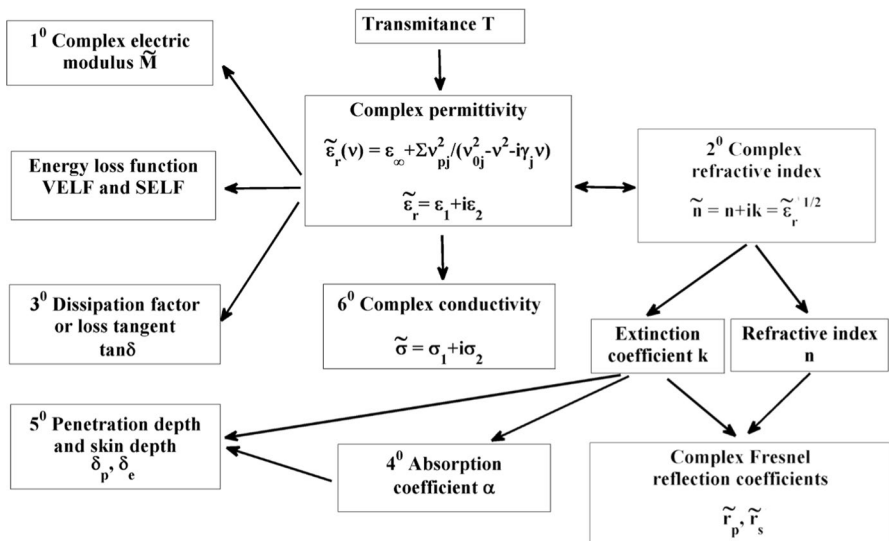 Transmitance T
1⁰ Complex electric
modulus M̃
Complex permittivity
ε̃ᵣ(ν) = ε∞+Σν²pj/(ν²0j-ν²-iγjν)
ε̃ᵣ= ε₁+iε₂
Energy loss function
VELF and SELF
2⁰ Complex
refractive index
ñ = n+ik = ε̃ᵣ¹ᐟ²
3⁰ Dissipation factor
or loss tangent
tanδ
6⁰ Complex conductivity
σ̃ = σ₁+iσ₂
Extinction
coefficient k
Refractive index
n
5⁰ Penetration depth
and skin depth
δp, δe
4⁰ Absorption
coefficient α
Complex Fresnel
reflection coefficients
r̃p, r̃s